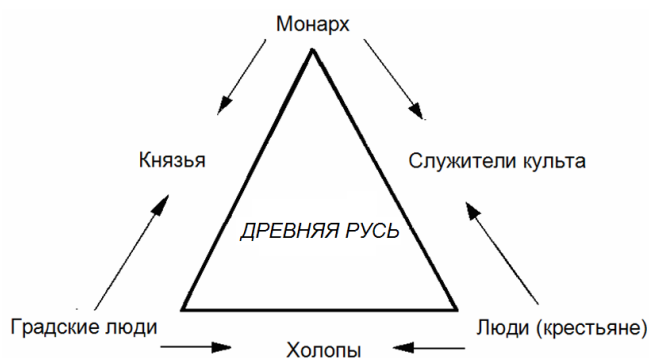 Монарх
Князья
Служители культа
ДРЕВНЯЯ РУСЬ
Градские люди
Люди (крестьяне)
Холопы